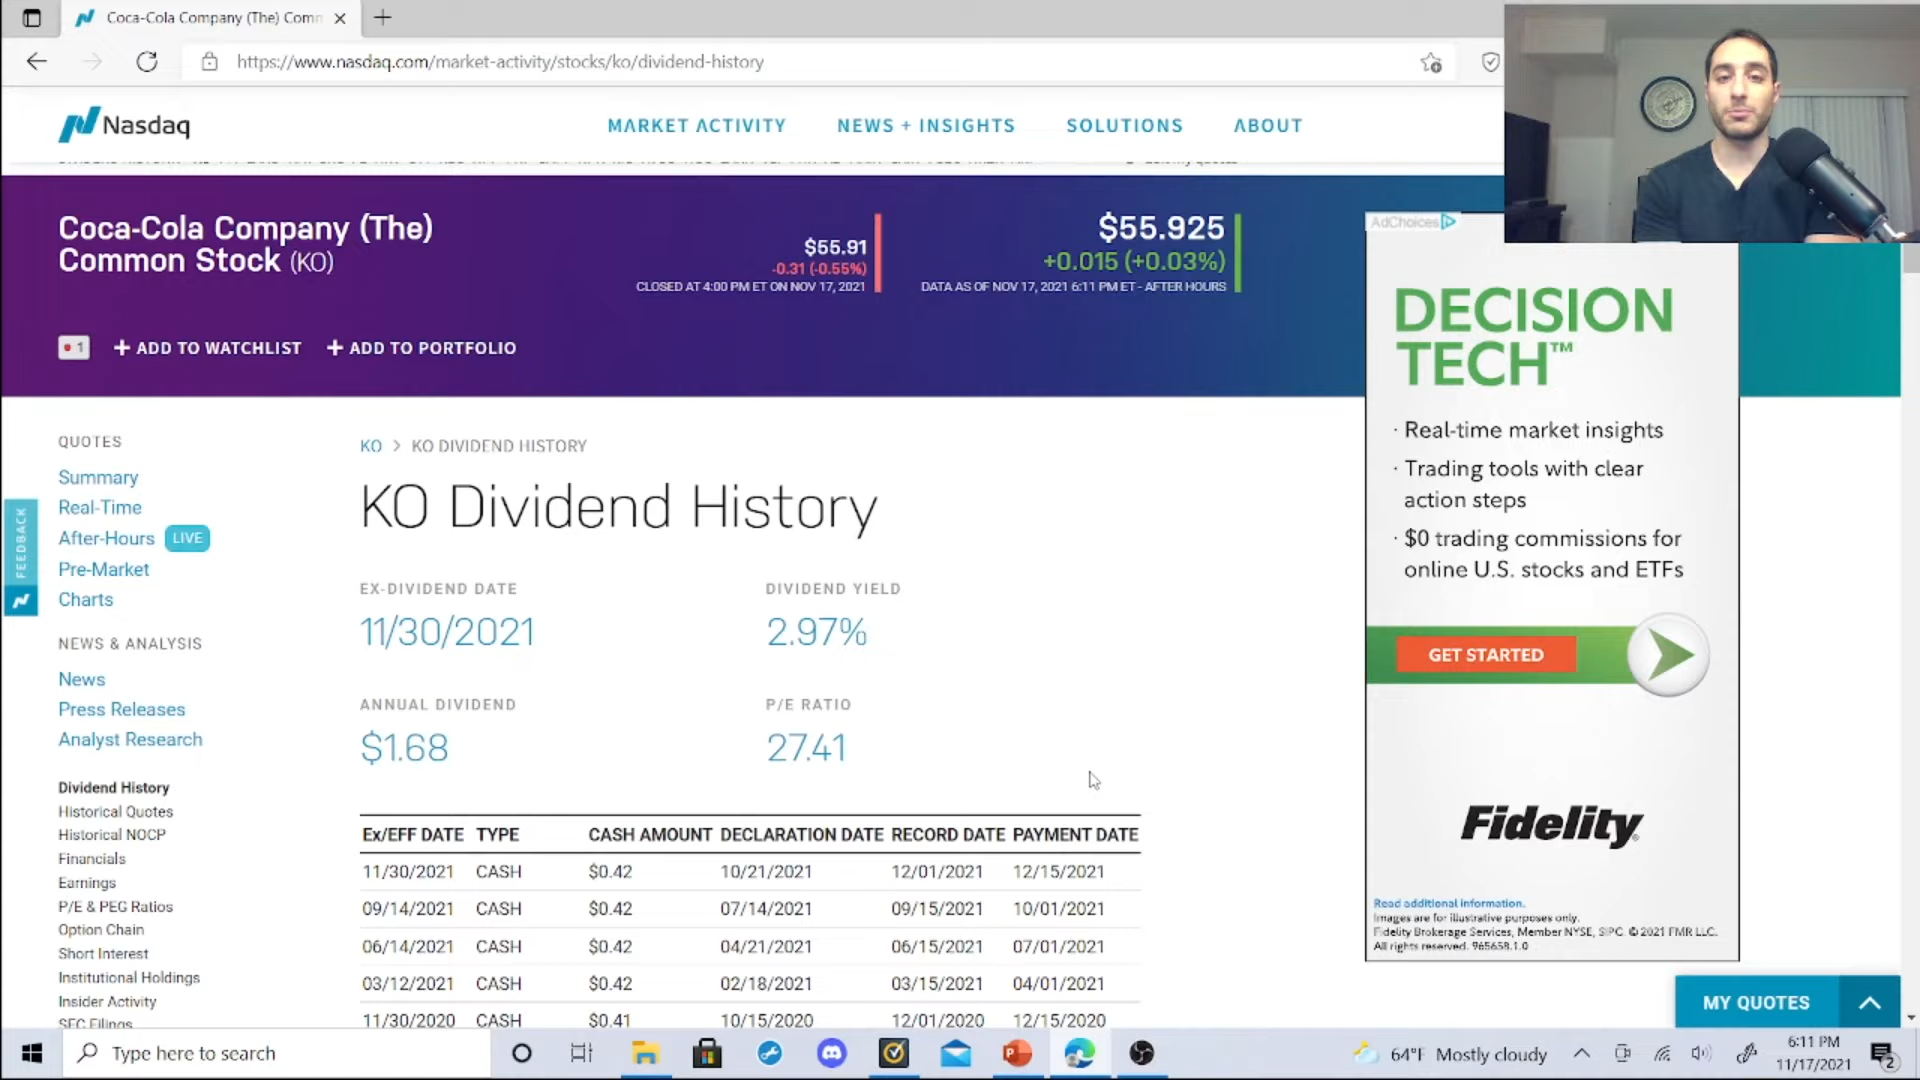 Coca-Cola Company (The) Comm
https://www.nasdaq.com/market-activity/stocks/ko/dividend-history
Nasdaq
MARKET ACTIVITY
NEWS + INSIGHTS
SOLUTIONS
ABOUT
Coca-Cola Company (The)
Common Stock (KO)
$55.91
-0.31 (-0.55%)
CLOSED AT 4:00 PM ET ON NOV 17, 2021
$55.925
+0.015 (+0.03%)
DATA AS OF NOV 17, 2021 6:11 PM ET - AFTER HOURS
1
+ ADD TO WATCHLIST
+ ADD TO PORTFOLIO
FEEDBACK
QUOTES
Summary
Real-Time
After-Hours LIVE
Pre-Market
Charts
NEWS & ANALYSIS
News
Press Releases
Analyst Research
Dividend History
Historical Quotes
Historical NOCP
Financials
Earnings
P/E & PEG Ratios
Option Chain
Short Interest
Institutional Holdings
Insider Activity
SEC Filings
KO > KO DIVIDEND HISTORY
KO Dividend History
EX-DIVIDEND DATE
11/30/2021
DIVIDEND YIELD
2.97%
ANNUAL DIVIDEND
$1.68
P/E RATIO
27.41
Ex/EFF DATE TYPE CASH AMOUNT DECLARATION DATE RECORD DATE PAYMENT DATE
11/30/2021 CASH $0.42 10/21/2021 12/01/2021 12/15/2021
09/14/2021 CASH $0.42 07/14/2021 09/15/2021 10/01/2021
06/14/2021 CASH $0.42 04/21/2021 06/15/2021 07/01/2021
03/12/2021 CASH $0.42 02/18/2021 03/15/2021 04/01/2021
11/30/2020 CASH $0.41 10/15/2020 12/01/2020 12/15/2020
AdChoices
DECISION
TECH™
· Real-time market insights
· Trading tools with clear
action steps
· $0 trading commissions for
online U.S. stocks and ETFs
GET STARTED
Fidelity
Read additional information.
Images are for illustrative purposes only.
Fidelity Brokerage Services, Member NYSE, SIPC. © 2021 FMR LLC.
All rights reserved. 965658.1.0
MY QUOTES
Type here to search
64°F Mostly cloudy
6:11 PM
11/17/2021
2